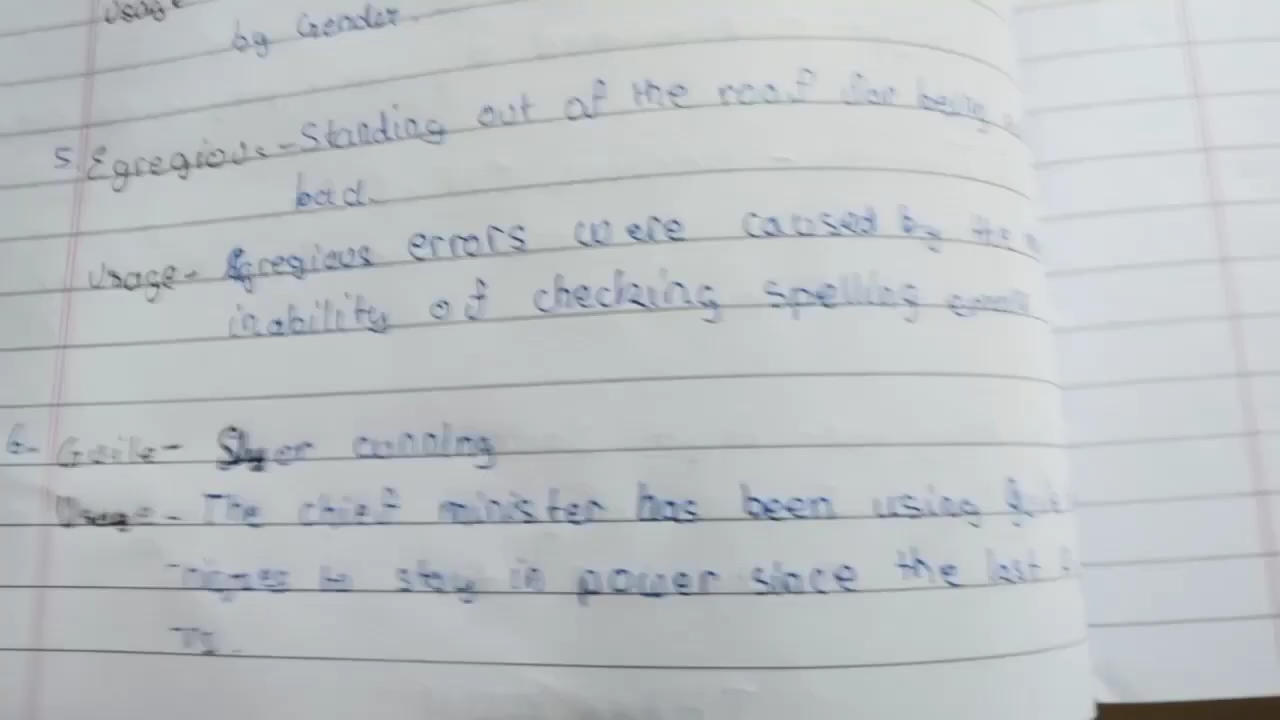 Usage
by Gender.
5. Egregious - Standing out of the roof for being
bad.
Usage - Egregious errors were caused by the
inability of checking spelling
6. Guile - Sly or cunning
Usage - The chief minister has been using
to stay in power since the last